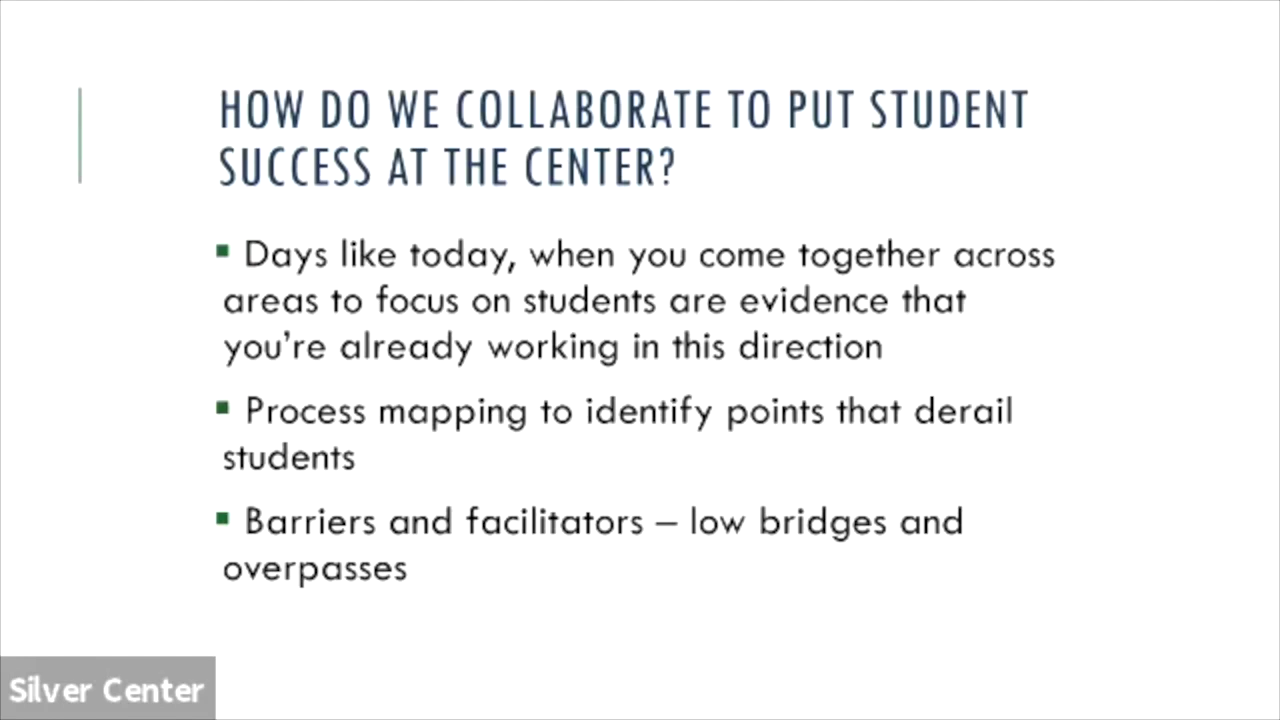 HOW DO WE COLLABORATE TO PUT STUDENT
SUCCESS AT THE CENTER?
▪ Days like today, when you come together across
areas to focus on students are evidence that
you’re already working in this direction
▪ Process mapping to identify points that derail
students
▪ Barriers and facilitators – low bridges and
overpasses
Silver Center